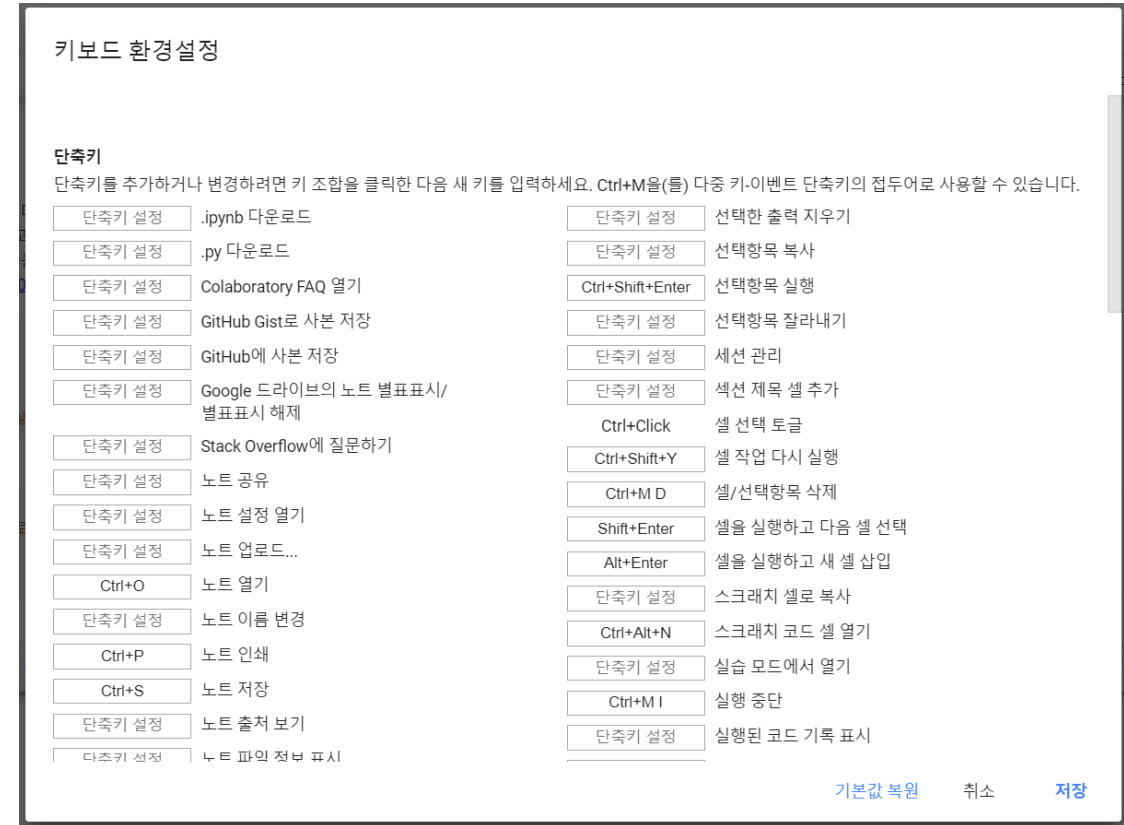 키보드 환경설정
단축키
단축키를 추가하거나 변경하려면 키 조합을 클릭한 다음 새 키를 입력하세요. Ctrl+M을(를) 다중 키-이벤트 단축키의 접두어로 사용할 수 있습니다.
단축키 설정 .ipynb 다운로드
단축키 설정 .py 다운로드
단축키 설정 Colaboratory FAQ 열기
단축키 설정 GitHub Gist로 사본 저장
단축키 설정 GitHub에 사본 저장
단축키 설정 Google 드라이브의 노트 별표표시/
별표표시 해제
단축키 설정 Stack Overflow에 질문하기
단축키 설정 노트 공유
단축키 설정 노트 설정 열기
단축키 설정 노트 업로드...
Ctrl+O 노트 열기
단축키 설정 노트 이름 변경
Ctrl+P 노트 인쇄
Ctrl+S 노트 저장
단축키 설정 노트 출처 보기
단축키 설정 노트 파일 정보 표시
단축키 설정 선택한 출력 지우기
단축키 설정 선택항목 복사
Ctrl+Shift+Enter 선택항목 실행
단축키 설정 선택항목 잘라내기
단축키 설정 세션 관리
단축키 설정 섹션 제목 셀 추가
Ctrl+Click 셀 선택 토글
Ctrl+Shift+Y 셀 작업 다시 실행
Ctrl+M D 셀/선택항목 삭제
Shift+Enter 셀을 실행하고 다음 셀 선택
Alt+Enter 셀을 실행하고 새 셀 삽입
단축키 설정 스크래치 셀로 복사
Ctrl+Alt+N 스크래치 코드 셀 열기
단축키 설정 실습 모드에서 열기
Ctrl+M I 실행 중단
단축키 설정 실행된 코드 기록 표시
기본값 복원 취소 저장